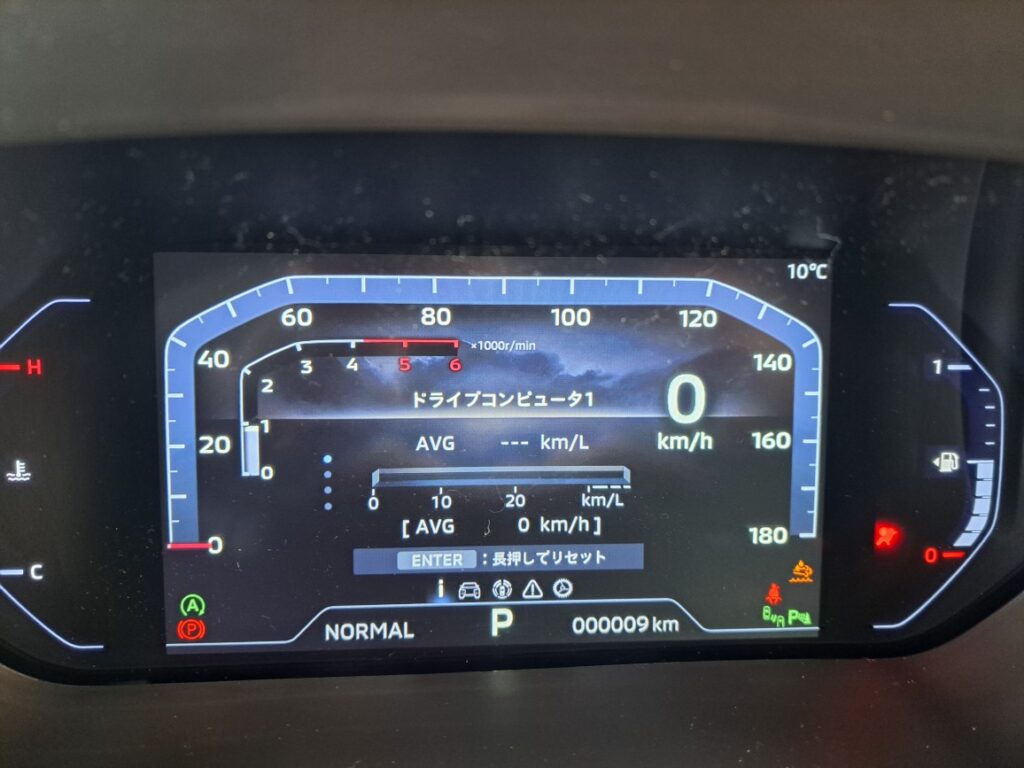 10°C
60 80 100 120
40 140
3 4 5 6 ×1000r/min
H
2
1
ドライブコンピュータ1
0
km/h
AVG --- km/L
20 1 160
0
0 10 20 km/L
[ AVG 0 km/h ]
180
0 0
ENTER :長押しでリセット
C
i
A
P
NORMAL P 000009 km
P